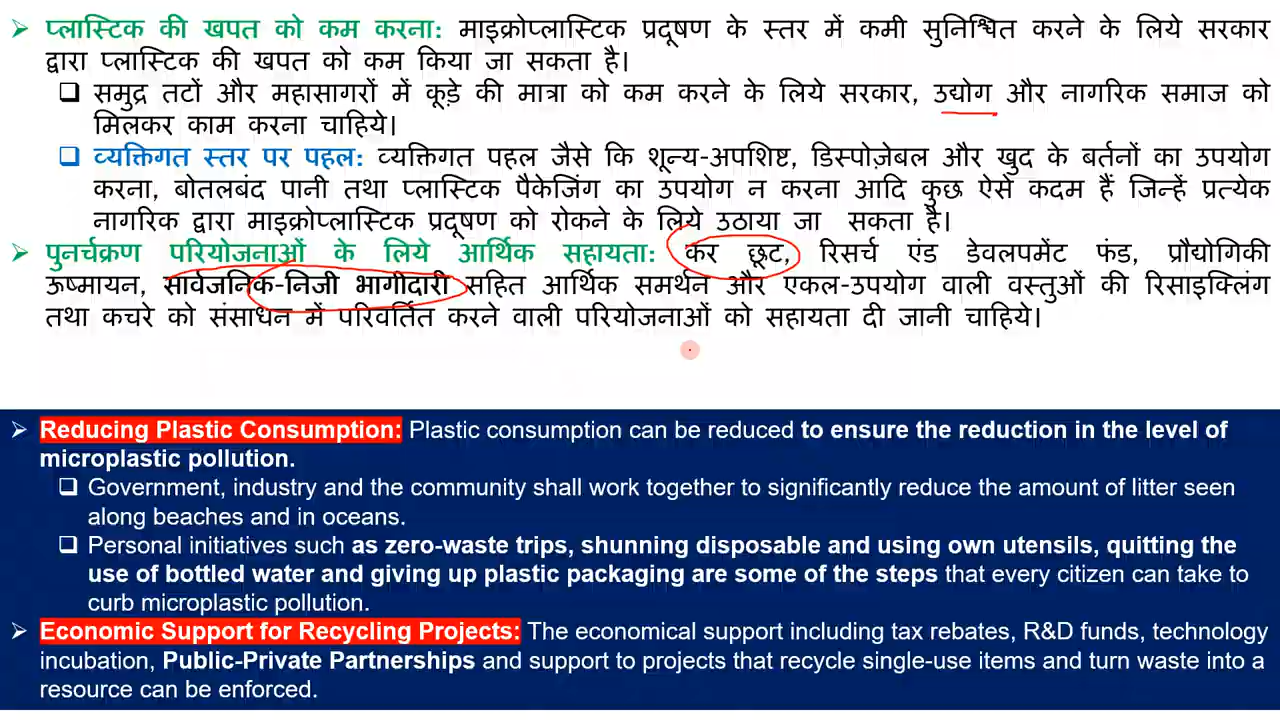 ➢ प्लास्टिक की खपत को कम करना: माइक्रोप्लास्टिक प्रदूषण के स्तर में कमी सुनिश्चित करने के लिये सरकार
द्वारा प्लास्टिक की खपत को कम किया जा सकता है।
❑ समुद्र तटों और महासागरों में कूड़े की मात्रा को कम करने के लिये सरकार, उद्योग और नागरिक समाज को
मिलकर काम करना चाहिये।
❑ व्यक्तिगत स्तर पर पहल: व्यक्तिगत पहल जैसे कि शून्य-अपशिष्ट, डिस्पोज़ेबल और खुद के बर्तनों का उपयोग
करना, बोतलबंद पानी तथा प्लास्टिक पैकेजिंग का उपयोग न करना आदि कुछ ऐसे कदम हैं जिन्हें प्रत्येक
नागरिक द्वारा माइक्रोप्लास्टिक प्रदूषण को रोकने के लिये उठाया जा सकता है।
➢ पुनर्चक्रण परियोजनाओं के लिये आर्थिक सहायता: कर छूट, रिसर्च एंड डेवलपमेंट फंड, प्रौद्योगिकी
ऊष्मायन, सार्वजनिक-निजी भागीदारी सहित आर्थिक समर्थन और एकल-उपयोग वाली वस्तुओं की रिसाइक्लिंग
तथा कचरे को संसाधन में परिवर्तित करने वाली परियोजनाओं को सहायता दी जानी चाहिये।
➢ Reducing Plastic Consumption: Plastic consumption can be reduced to ensure the reduction in the level of
microplastic pollution.
❑ Government, industry and the community shall work together to significantly reduce the amount of litter seen
along beaches and in oceans.
❑ Personal initiatives such as zero-waste trips, shunning disposable and using own utensils, quitting the
use of bottled water and giving up plastic packaging are some of the steps that every citizen can take to
curb microplastic pollution.
➢ Economic Support for Recycling Projects: The economical support including tax rebates, R&D funds, technology
incubation, Public-Private Partnerships and support to projects that recycle single-use items and turn waste into a
resource can be enforced.